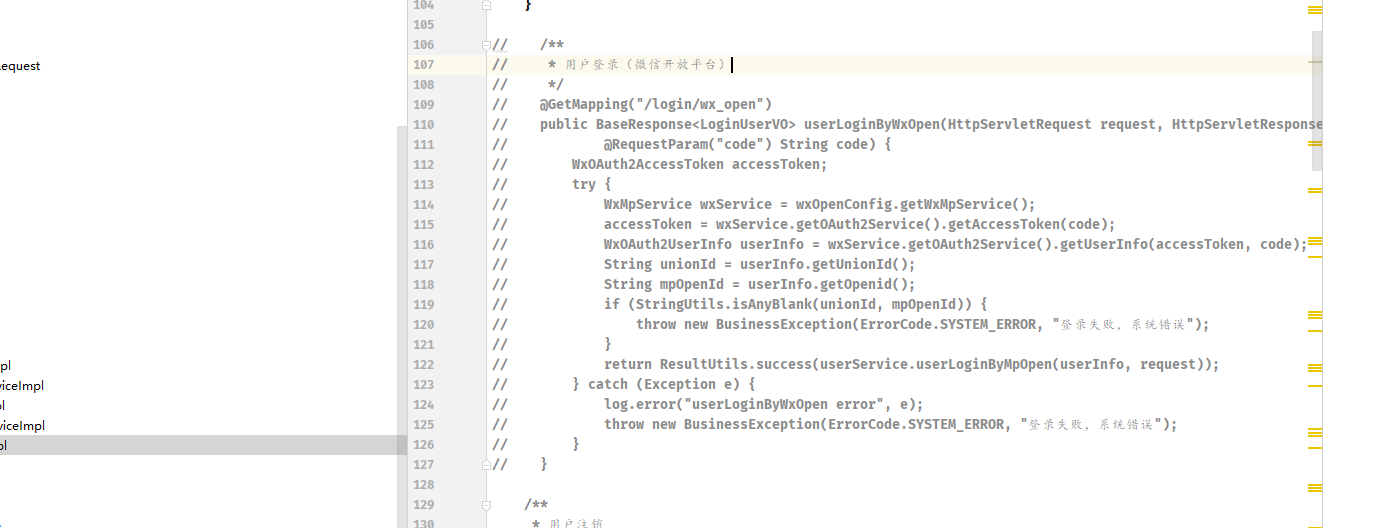 equest
pl
viceImpl
ol
viceImpl
pl
104 }
105
106 // /**
107 // * 用户登录（微信开放平台）
108 // */
109 // @GetMapping("/login/wx_open")
110 // public BaseResponse<LoginUserVO> userLoginByWxOpen(HttpServletRequest request, HttpServletResponse
111 // @RequestParam("code") String code) {
112 // WxOAuth2AccessToken accessToken;
113 // try {
114 // WxMpService wxService = wxOpenConfig.getWxMpService();
115 // accessToken = wxService.getOAuth2Service().getAccessToken(code);
116 // WxOAuth2UserInfo userInfo = wxService.getOAuth2Service().getUserInfo(accessToken, code);
117 // String unionId = userInfo.getUnionId();
118 // String mpOpenId = userInfo.getOpenid();
119 // if (StringUtils.isAnyBlank(unionId, mpOpenId)) {
120 // throw new BusinessException(ErrorCode.SYSTEM_ERROR, "登录失败，系统错误");
121 // }
122 // return ResultUtils.success(userService.userLoginByMpOpen(userInfo, request));
123 // } catch (Exception e) {
124 // log.error("userLoginByWxOpen error", e);
125 // throw new BusinessException(ErrorCode.SYSTEM_ERROR, "登录失败，系统错误");
126 // }
127 // }
128
129 /**
130 * 用户注销